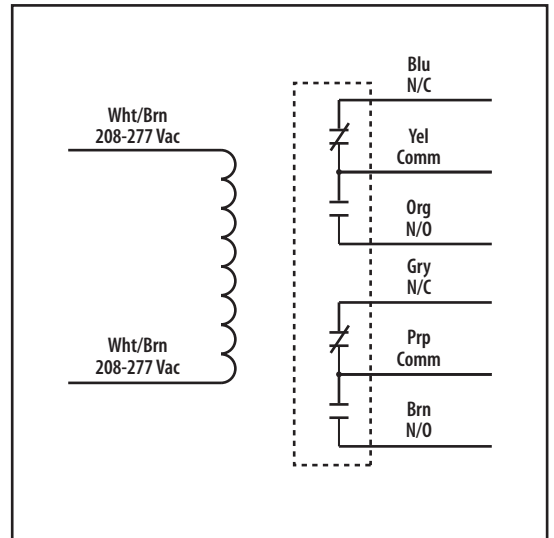 Wht/Brn
208-277 Vac
Wht/Brn
208-277 Vac
Blu
N/C
Yel
Comm
Org
N/O
Gry
N/C
Prp
Comm
Brn
N/O